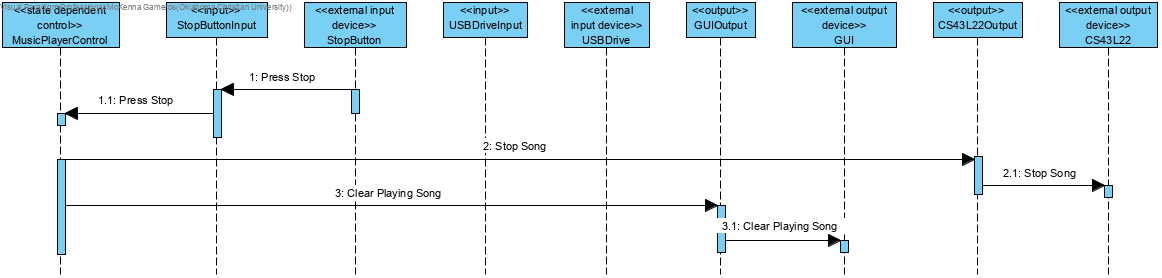 Visual Paradigm Professional(McKenna Gameros(Oklahoma Christian University))
<<state dependent
control>>
MusicPlayerControl
<<input>>
StopButtonInput
<<external input
device>>
StopButton
<<input>>
USBDriveInput
<<external
input device>>
USBDrive
<<output>>
GUIOutput
<<external output
device>>
GUI
<<output>>
CS43L22Output
<<external output
device>>
CS43L22
1: Press Stop
1.1: Press Stop
2: Stop Song
2.1: Stop Song
3: Clear Playing Song
3.1: Clear Playing Song